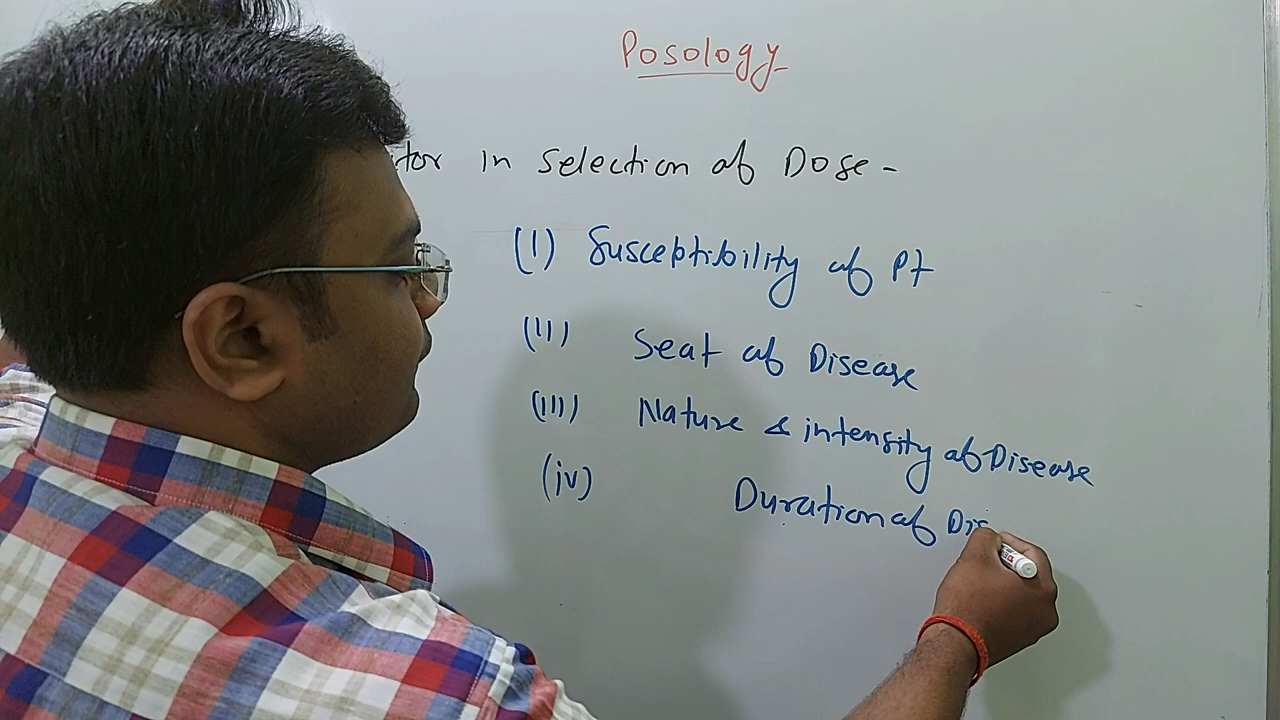 Posology
in Selection of Dose -
(I) Susceptibility of Pt
(II) Seat of Disease
(III) Nature & intensity of Disease
(iv) Duration of Dis